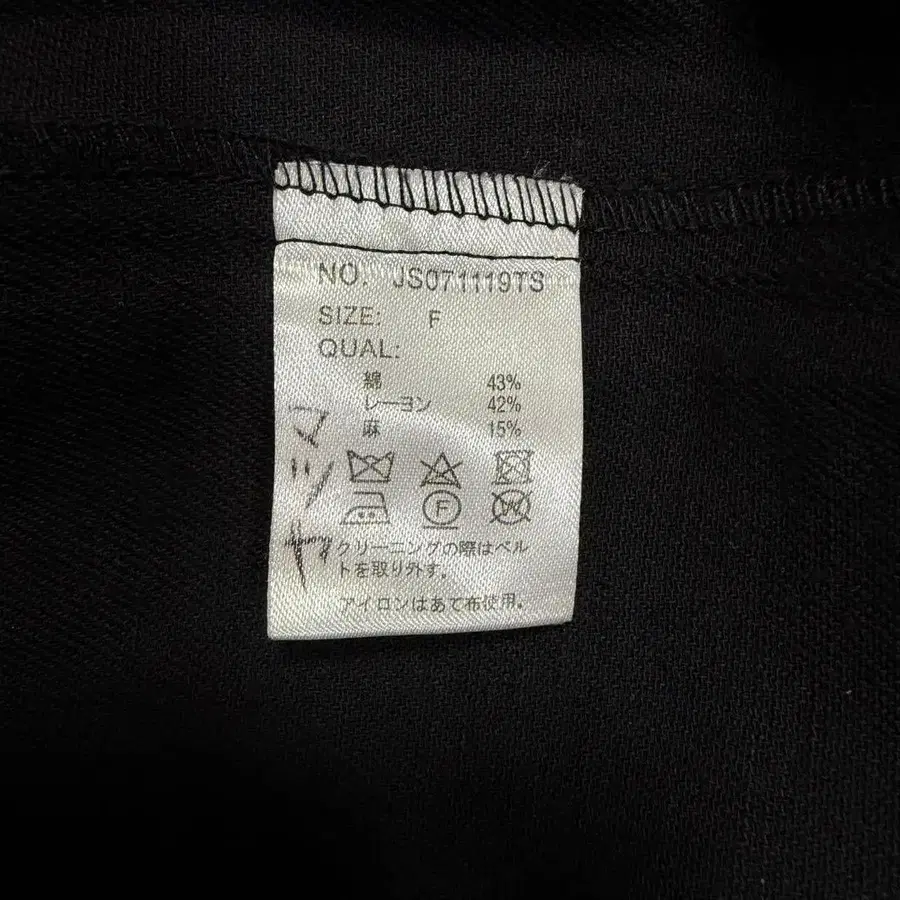 NO. JS071119TS
SIZE: F
QUAL:
綿 43%
レーヨン 42%
麻 15%
F
W
クリーニングの際はベル
トを取り外す。
アイロンはあて布使用。